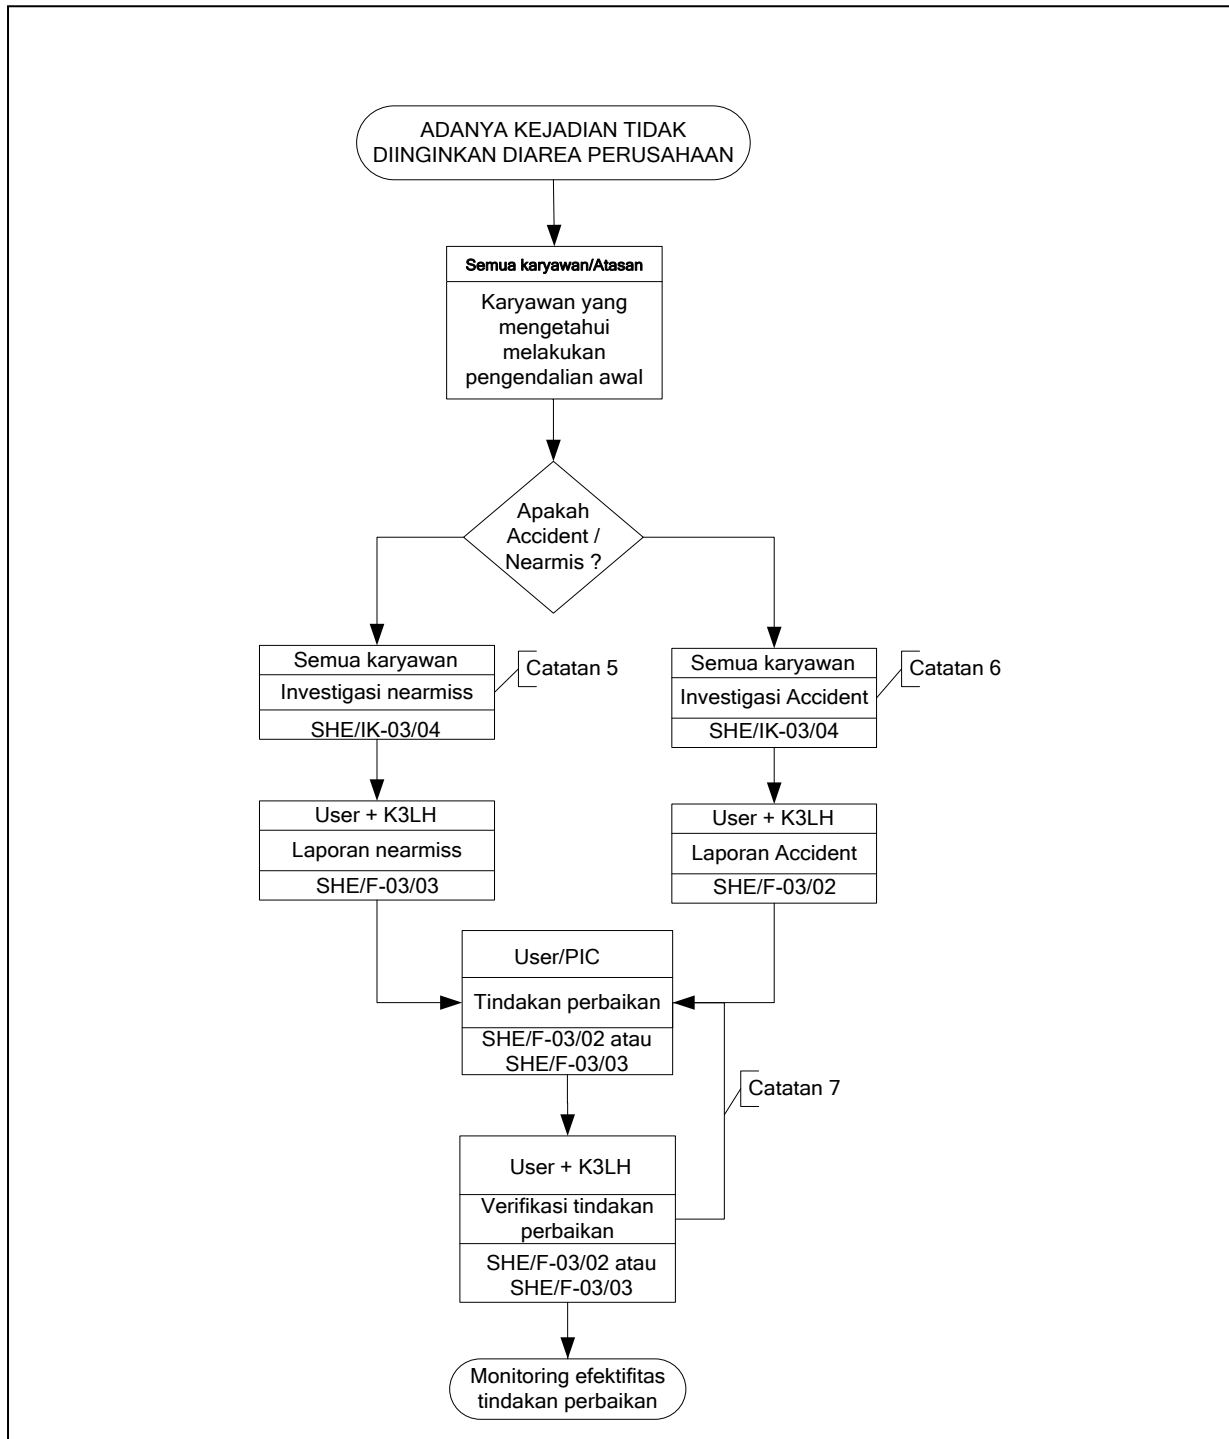 ADANYA KEJADIAN TIDAK
DIINGINKAN DIAREA PERUSAHAAN
Semua karyawan/Atasan
Karyawan yang
mengetahui
melakukan
pengendalian awal
Apakah
Accident /
Nearmis ?
Semua karyawan
Investigasi nearmiss
SHE/IK-03/04
Catatan 5
Semua karyawan
Investigasi Accident
SHE/IK-03/04
Catatan 6
User + K3LH
Laporan nearmiss
SHE/F-03/03
User + K3LH
Laporan Accident
SHE/F-03/02
User/PIC
Tindakan perbaikan
SHE/F-03/02 atau
SHE/F-03/03
Catatan 7
User + K3LH
Verifikasi tindakan
perbaikan
SHE/F-03/02 atau
SHE/F-03/03
Monitoring efektifitas
tindakan perbaikan